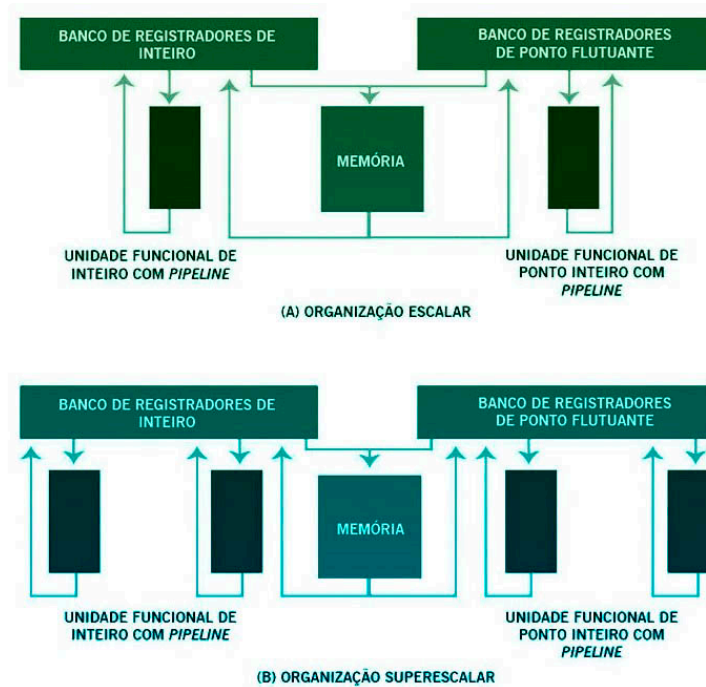 BANCO DE REGISTRADORES DE
INTEIRO
BANCO DE REGISTRADORES
DE PONTO FLUTUANTE
MEMÓRIA
UNIDADE FUNCIONAL DE
INTEIRO COM PIPELINE
UNIDADE FUNCIONAL DE
PONTO INTEIRO COM
PIPELINE
(A) ORGANIZAÇÃO ESCALAR
BANCO DE REGISTRADORES DE
INTEIRO
BANCO DE REGISTRADORES
DE PONTO FLUTUANTE
MEMÓRIA
UNIDADE FUNCIONAL DE
INTEIRO COM PIPELINE
UNIDADE FUNCIONAL DE
PONTO INTEIRO COM
PIPELINE
(B) ORGANIZAÇÃO SUPERESCALAR